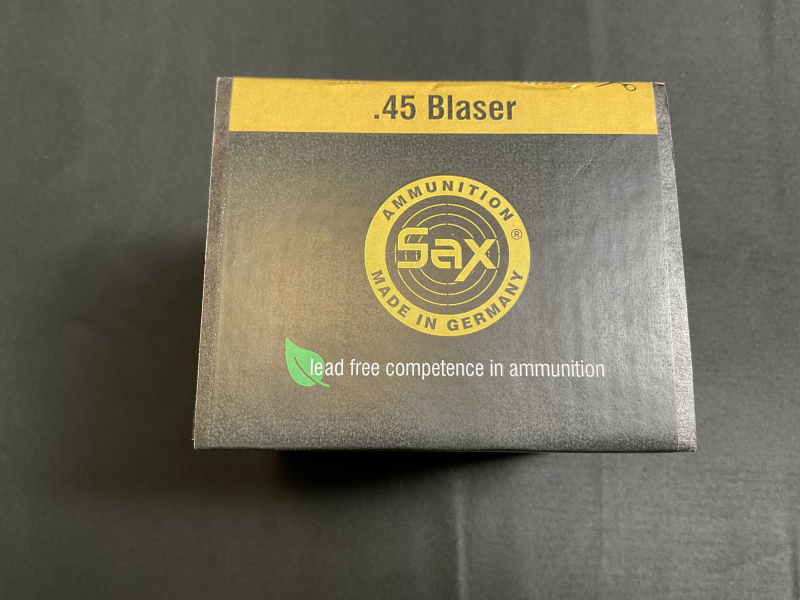 .45 Blaser
AMMUNITION
Sax ®
MADE IN GERMANY
lead free competence in ammunition